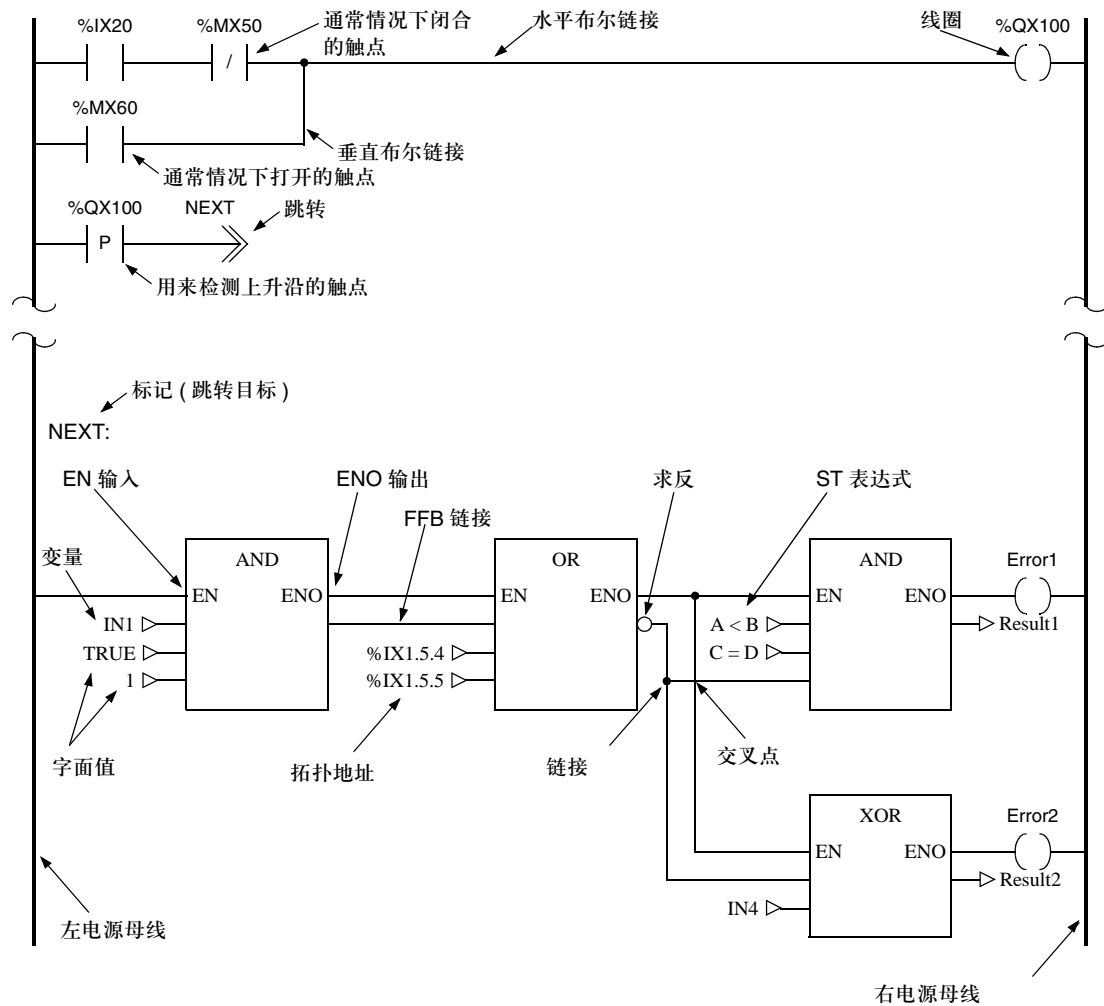 %IX20
%MX50
通常情况下闭合
的触点
水平布尔链接
线圈
%QX100
/
%MX60
垂直布尔链接
通常情况下打开的触点
%QX100
NEXT
跳转
P
用来检测上升沿的触点
标记 ( 跳转目标 )
NEXT:
EN 输入
ENO 输出
求反
ST 表达式
FFB 链接
变量
AND
OR
AND
Error1
EN
ENO
EN
ENO
EN
ENO
IN1
A < B
Result1
TRUE
%IX1.5.4
C = D
1
%IX1.5.5
字面值
拓扑地址
链接
交叉点
XOR
Error2
EN
ENO
Result2
IN4
左电源母线
右电源母线